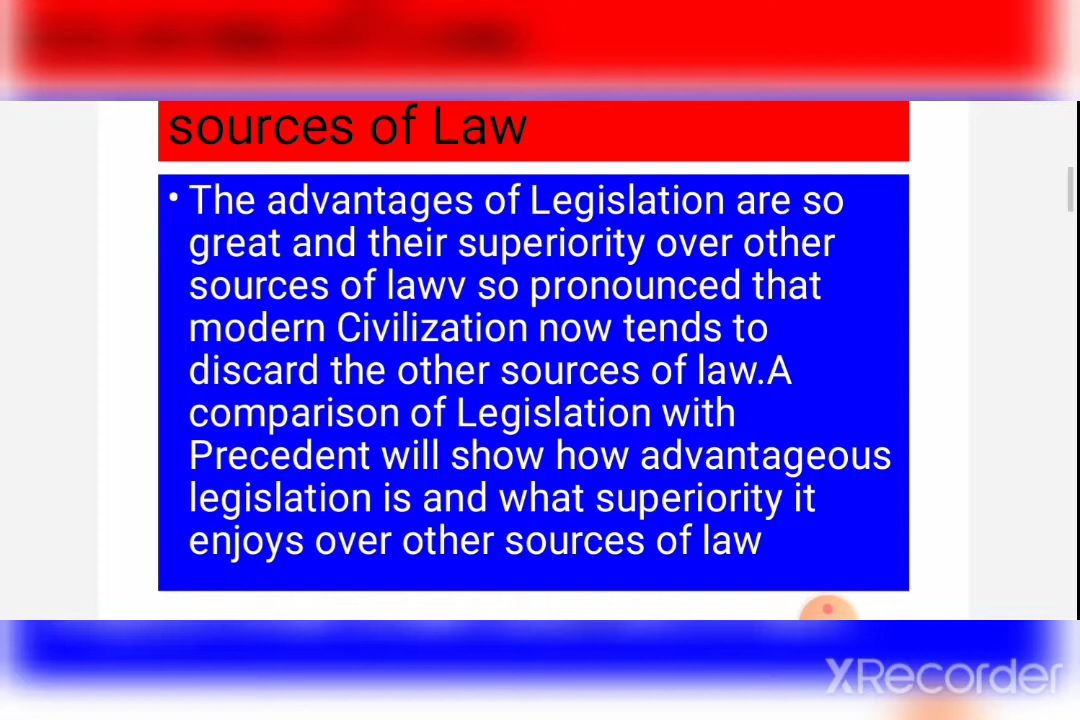 sources of Law
• The advantages of Legislation are so
great and their superiority over other
sources of lawv so pronounced that
modern Civilization now tends to
discard the other sources of law.A
comparison of Legislation with
Precedent will show how advantageous
legislation is and what superiority it
enjoys over other sources of law
XRecorder